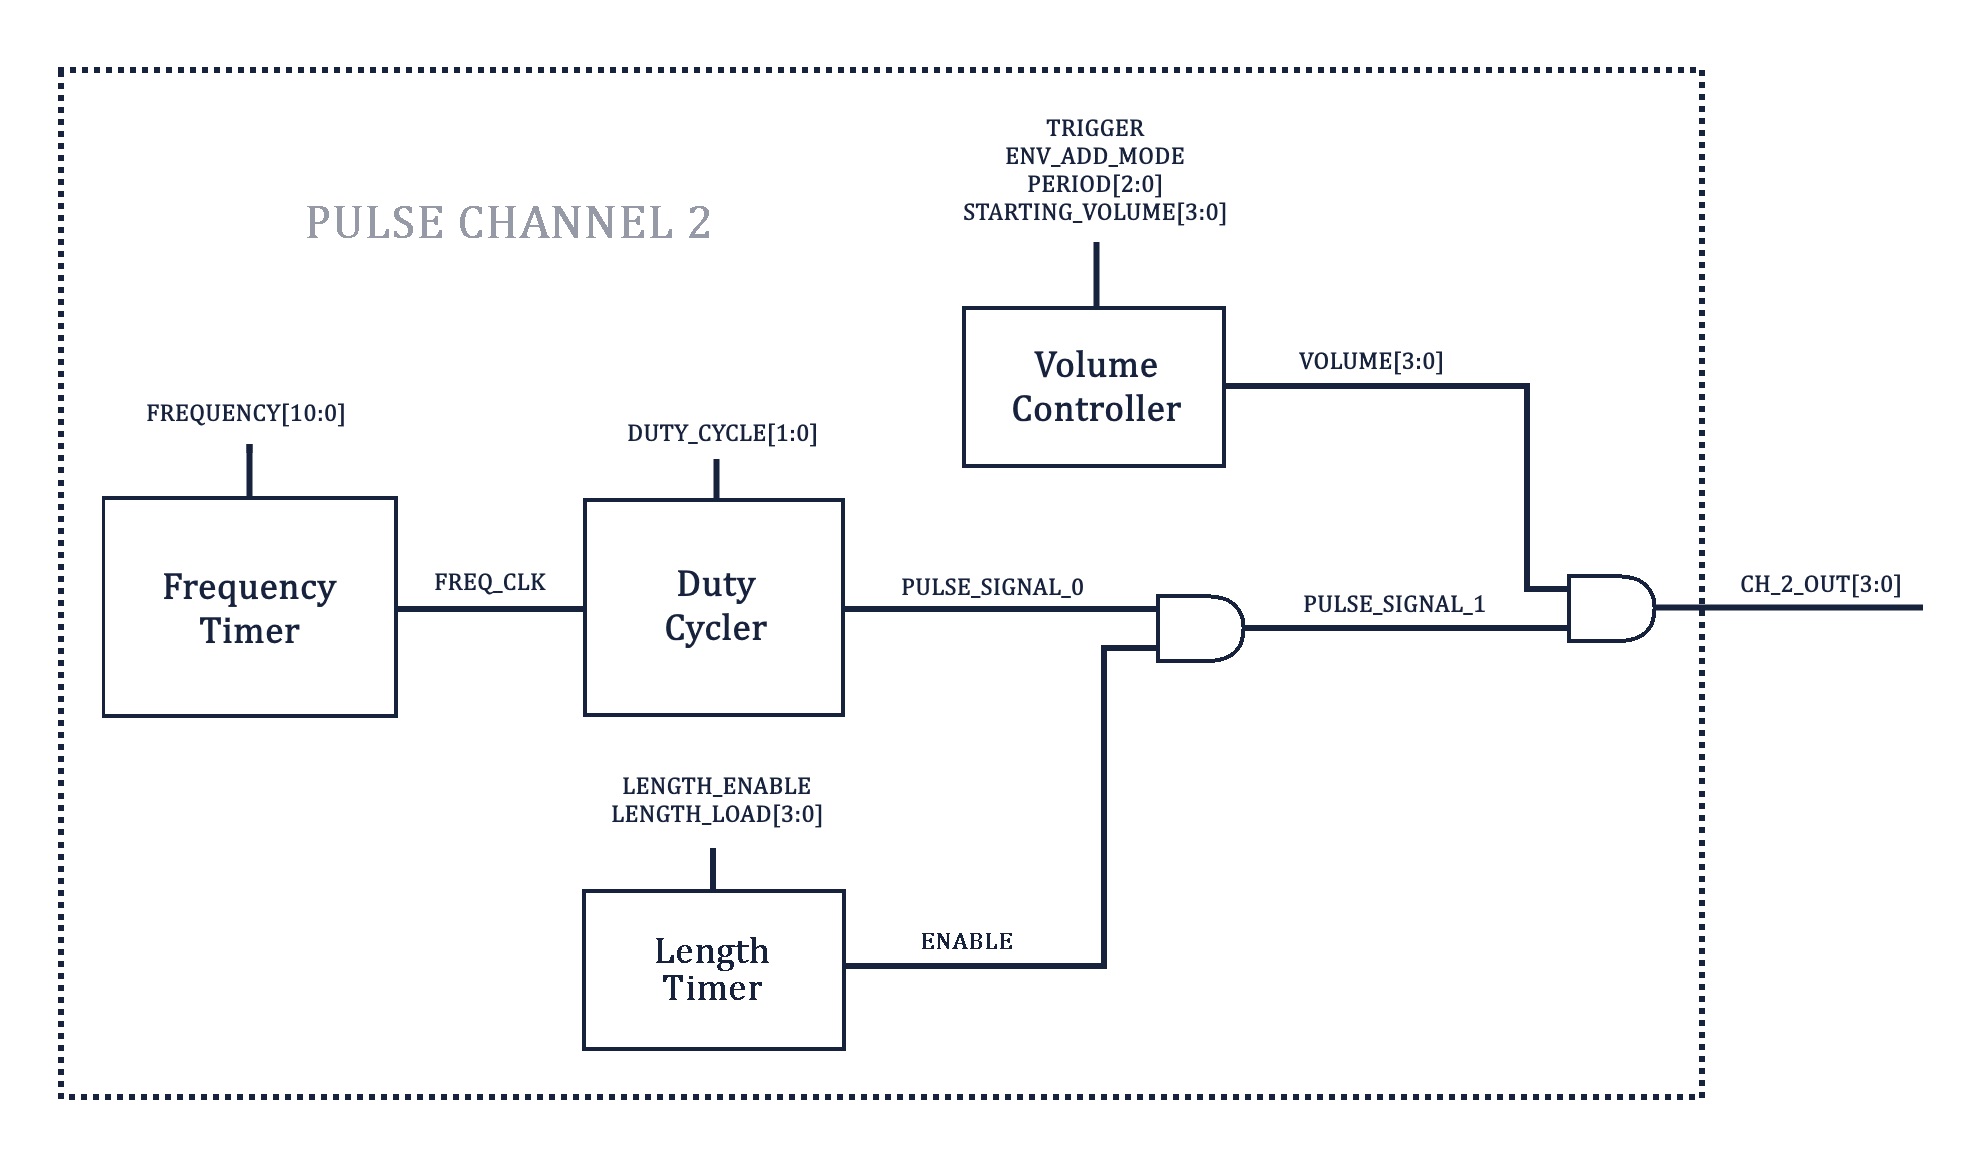 TRIGGER
ENV_ADD_MODE
PERIOD[2:0]
STARTING_VOLUME[3:0]
PULSE CHANNEL 2
Volume
Controller
VOLUME[3:0]
FREQUENCY[10:0]
DUTY_CYCLE[1:0]
Frequency
Timer
FREQ_CLK
Duty
Cycler
PULSE_SIGNAL_0
PULSE_SIGNAL_1
CH_2_OUT[3:0]
LENGTH_ENABLE
LENGTH_LOAD[3:0]
Length
Timer
ENABLE